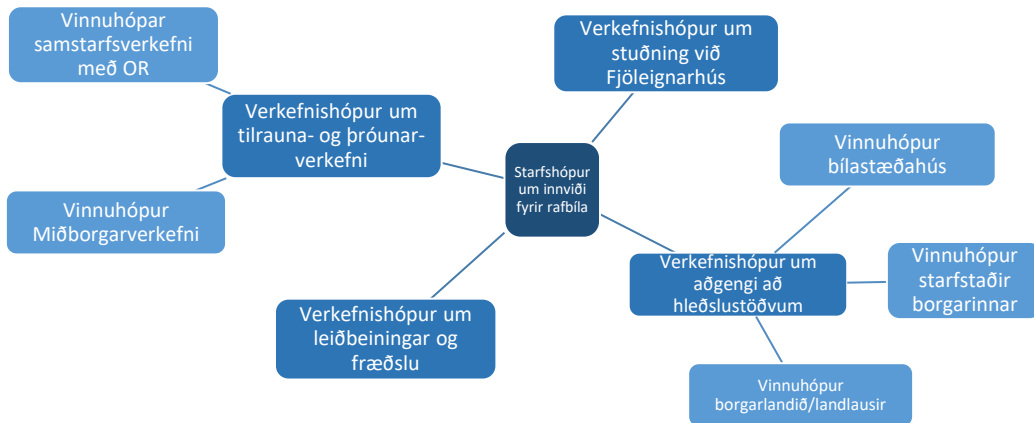 Vinnuhópar
samstarfsverkefni
með OR
Verkefnishópur um
stuðning við
Fjöleignarhús
Verkefnishópur um
tilrauna- og þróunar-
verkefni
Vinnuhópur
bílastæðahús
Starfshópur
um innviði
fyrir rafbíla
Vinnuhópur
Miðborgarverkefni
Verkefnishópur um
aðgengi að
hleðslustöðvum
Vinnuhópur
starfstaðir
borgarinnar
Verkefnishópur um
leiðbeiningar og
fræðslu
Vinnuhópur
borgarlandið/landlausir